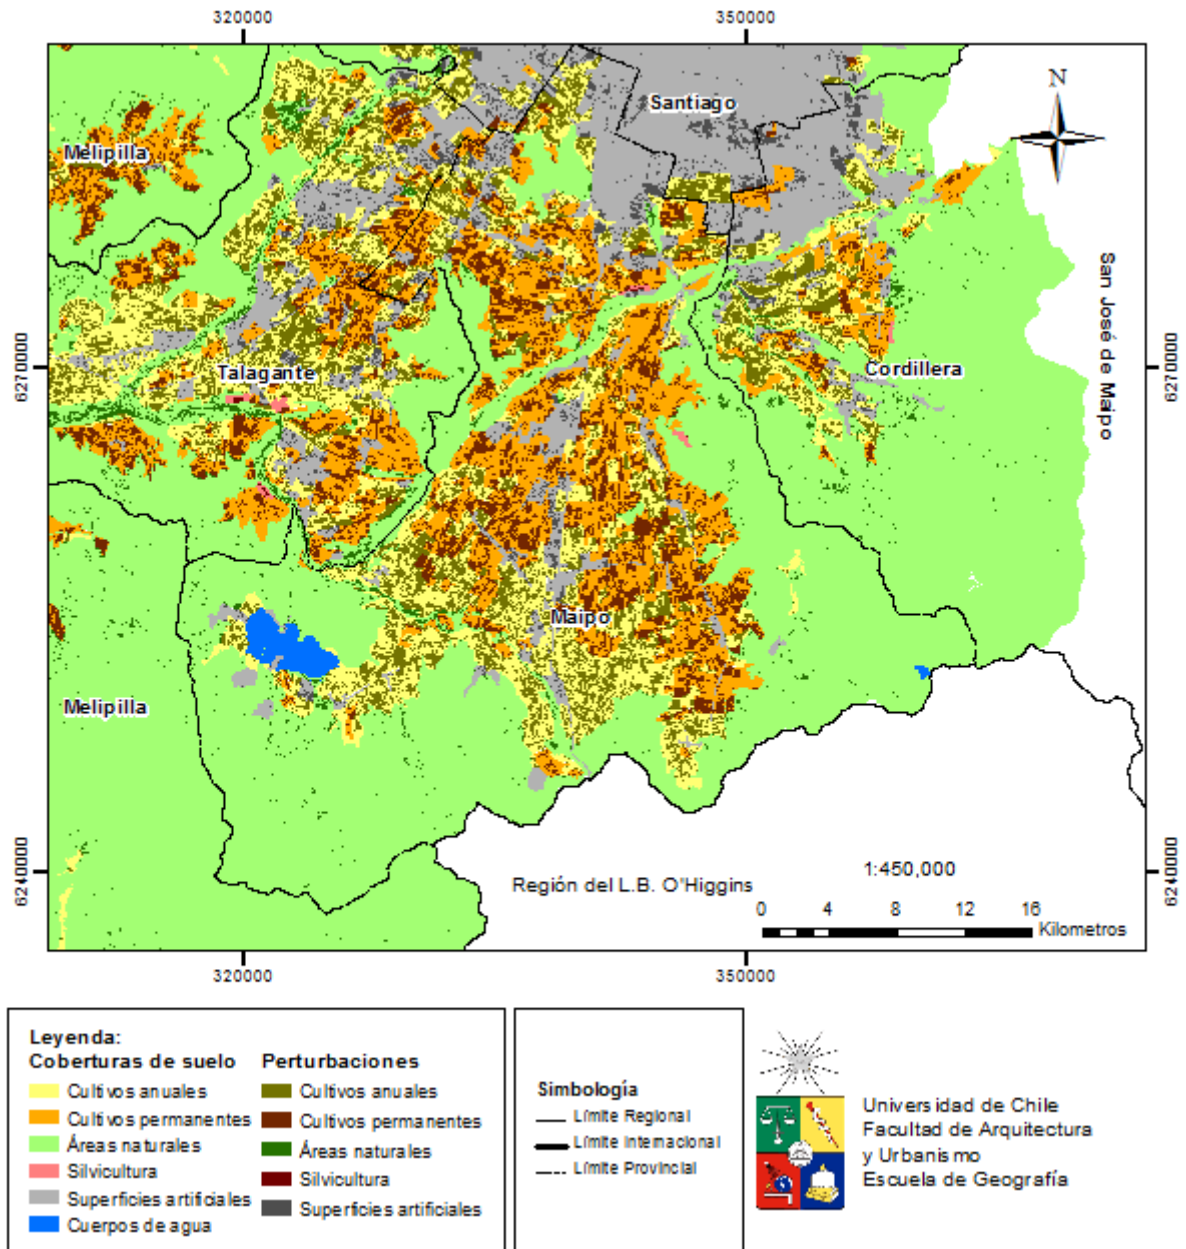 320000
350000
Santiago
N
Melipilla
San José de Maipo
6270000
Talagante
Cordillera
6270000
Maipo
Melipilla
6240000
Región del L.B. O'Higgins
1:450,000
6240000
0 4 8 12 16
Kilometros
320000
350000
Leyenda:
Coberturas de suelo
Cultivos anuales
Cultivos permanentes
Áreas naturales
Silvicultura
Superficies artificiales
Cuerpos de agua
Perturbaciones
Cultivos anuales
Cultivos permanentes
Áreas naturales
Silvicultura
Superficies artificiales
Simbología
Límite Regional
Límite Internacional
Límite Provincial
Universidad de Chile
Facultad de Arquitectura
y Urbanismo
Escuela de Geografía